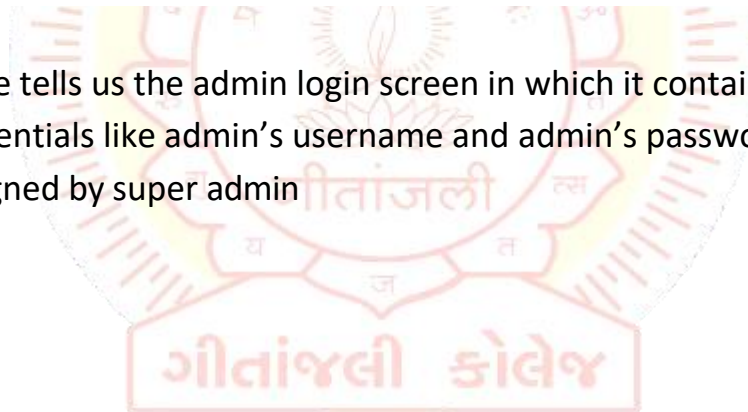 e tells us the admin login screen in which it contai
entials like admin’s username and admin’s passwo
gned by super admin
ગીતાંજલી
ત્સ
य
ज
त
ગીતાંજલી કોલેજ